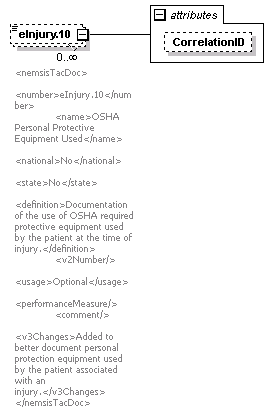 eInjury.10
attributes
CorrelationID
0..∞
<nemsisTacDoc>
<number>eInjury.10</num
ber>
<name>OSHA
Personal Protective
Equipment Used</name>
<national>No</national>
<state>No</state>
<definition>Documentation
of the use of OSHA required
protective equipment used
by the patient at the time of
injury.</definition>
<v2Number/>
<usage>Optional</usage>
<performanceMeasure/>
<comment/>
<v3Changes>Added to
better document personal
protection equipment used
by the patient associated
with an
injury.</v3Changes>
</nemsisTacDoc>